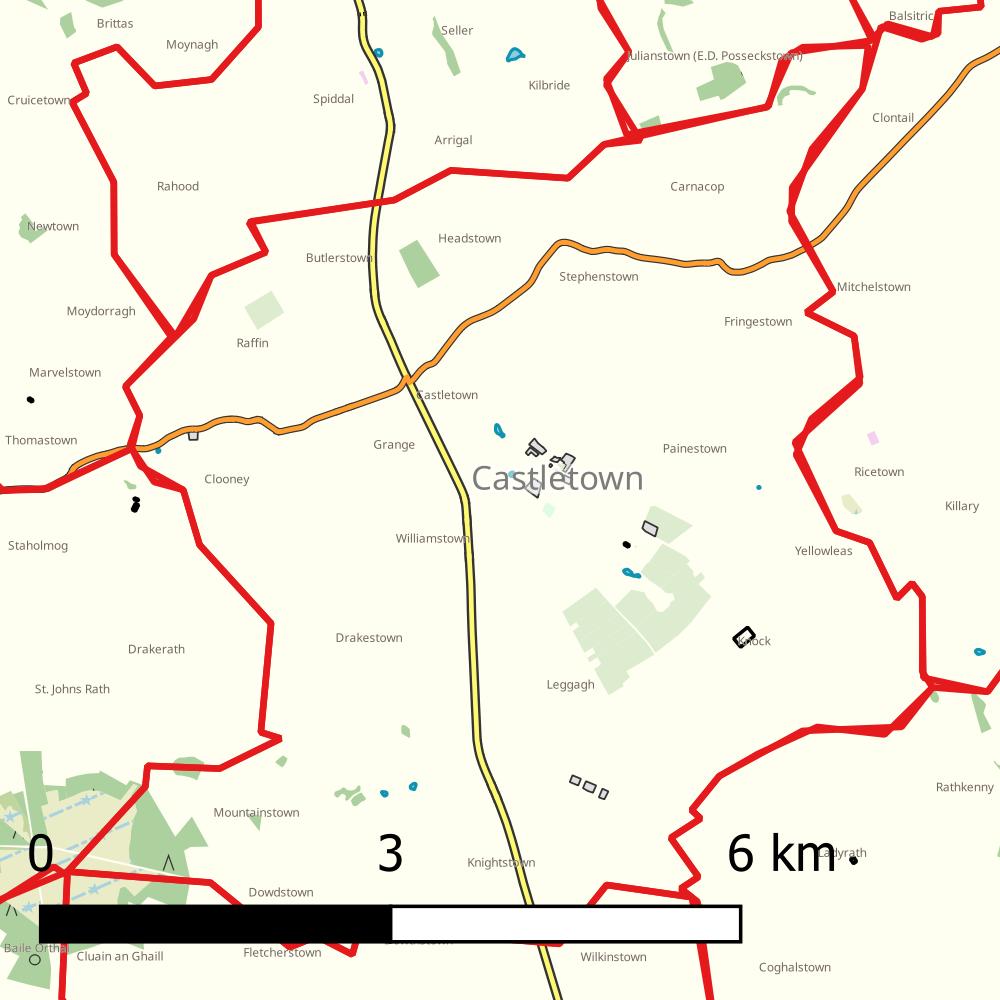 Balsitric
Brittas
Seller
Moynagh
Julianstown (E.D. Posseckstown)
Kilbride
Spiddal
Cruicetown
Clontail
Arrigal
Rahood
Carnacop
Newtown
Headstown
Butlerstown
Stephenstown
Mitchelstown
Moydorragh
Fringestown
Raffin
Marvelstown
Castletown
Thomastown
Grange
Painestown
Ricetown
Clooney
Castletown
Killary
Williamstown
Staholmog
Yellowleas
Drakestown
Knock
Drakerath
Leggagh
St. Johns Rath
Rathkenny
Mountainstown
0 3 6 km
Ladyrath
Knightstown
Dowdstown
Baile Orthaí
Cluain an Ghaill
Fletcherstown
Wilkinstown
Coghalstown